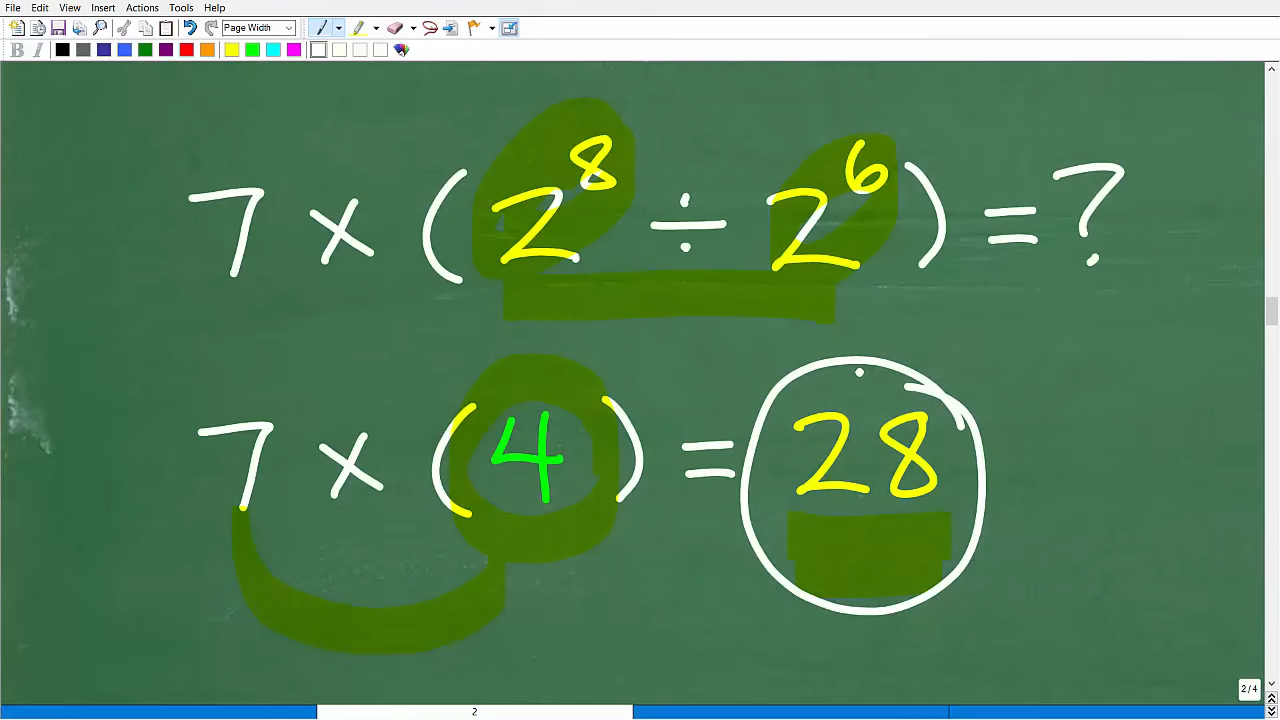 File Edit View Insert Actions Tools Help
Page Width
B I
7 × (2⁸ ÷ 2⁶) = ?
7 × (4) = 28
2/4
2